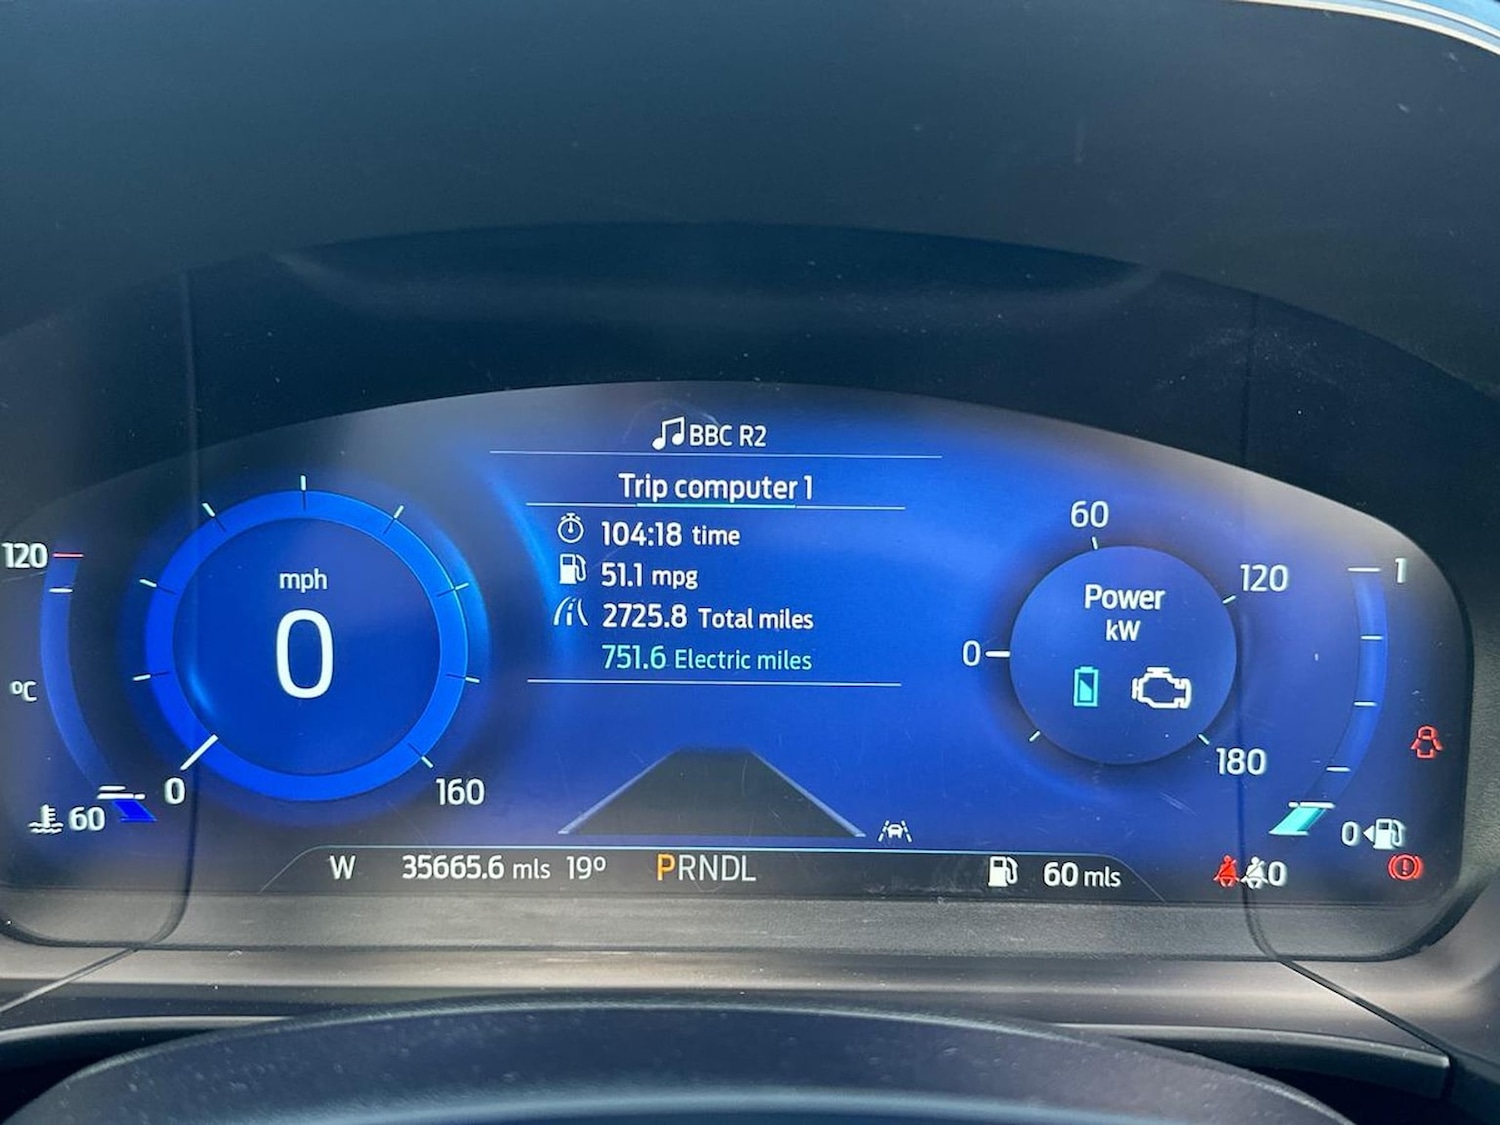 BBC R2
Trip computer 1
104:18 time
51.1 mpg
2725.8 Total miles
751.6 Electric miles
120
ºC
60
mph
0
0
160
60
120
Power
kW
0
180
1
0
W 35665.6 mls 19º PRNDL 60 mls
0